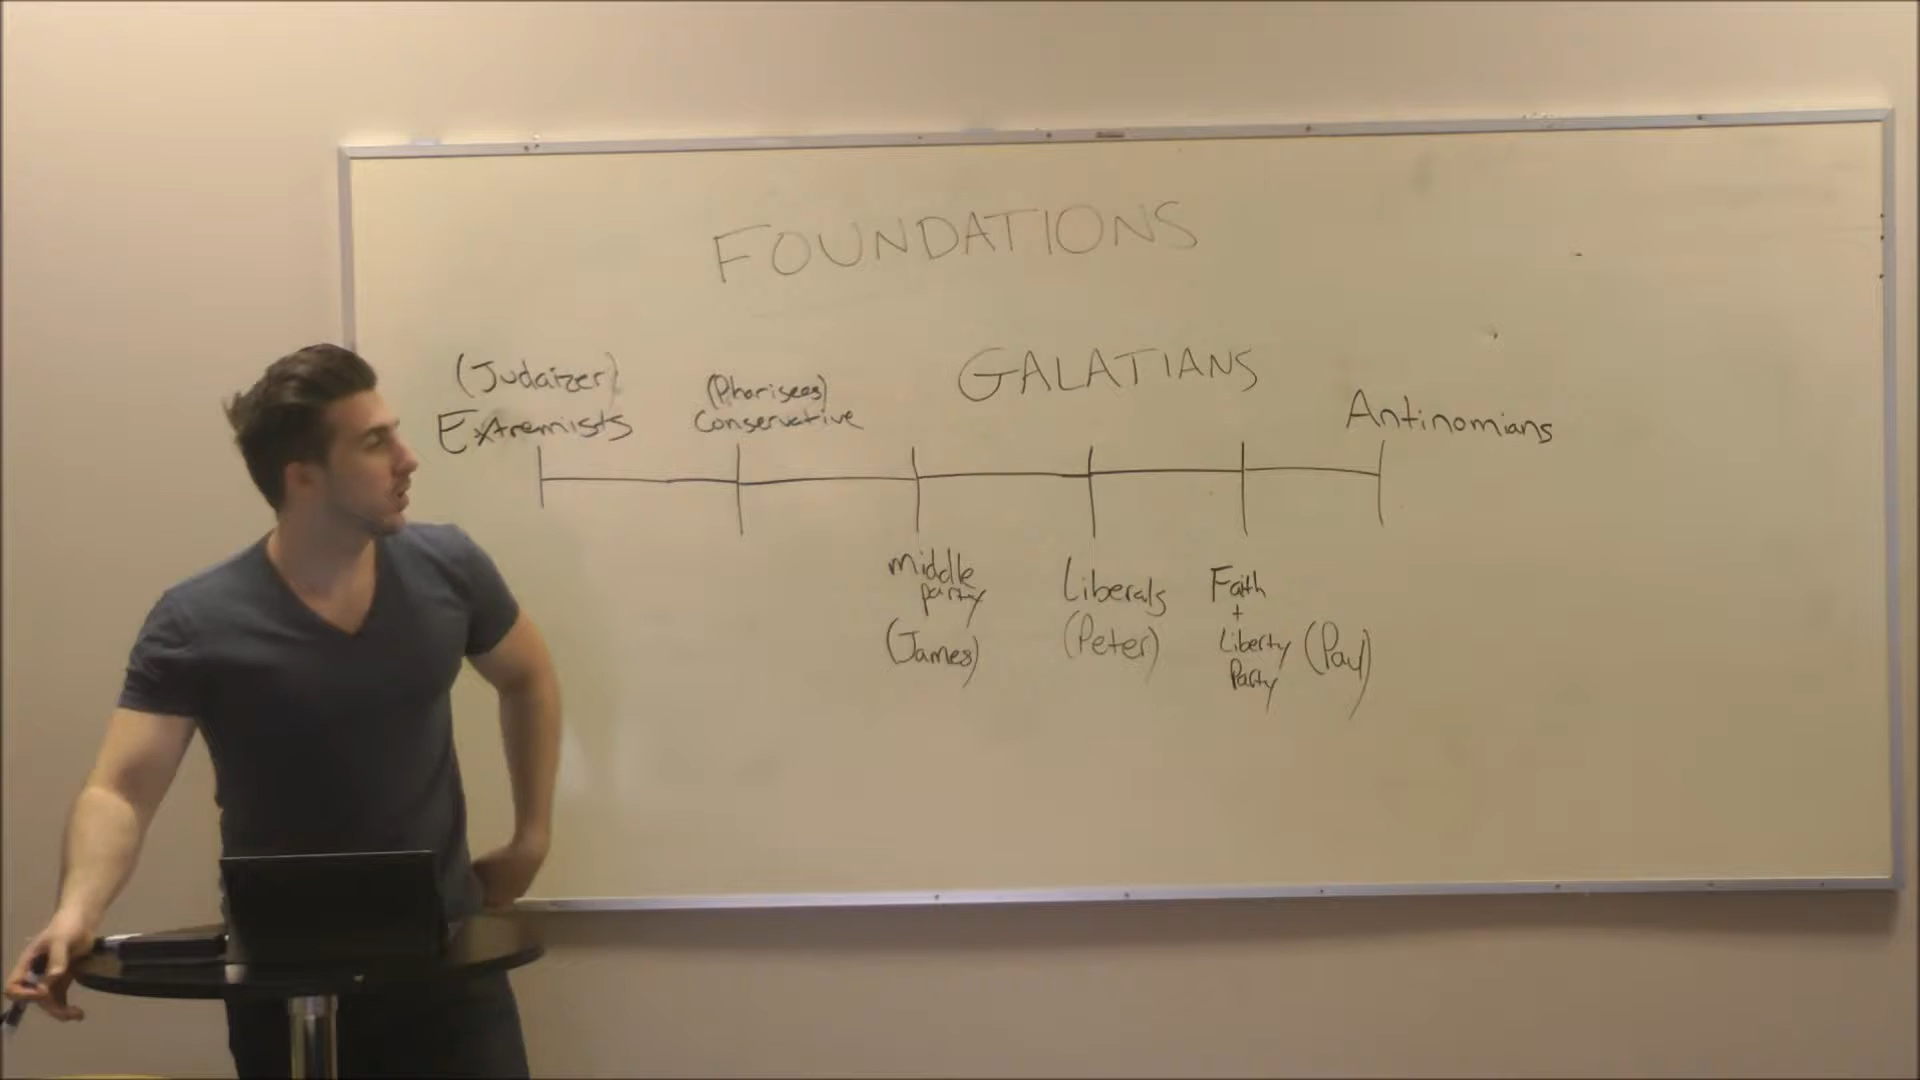 FOUNDATIONS
GALATIANS
(Judaizer)
Extremists
(Pharisees)
Conservative
Antinomians
middle
party
(James)
Liberals
(Peter)
Faith
+
Liberty
Party
(Paul)